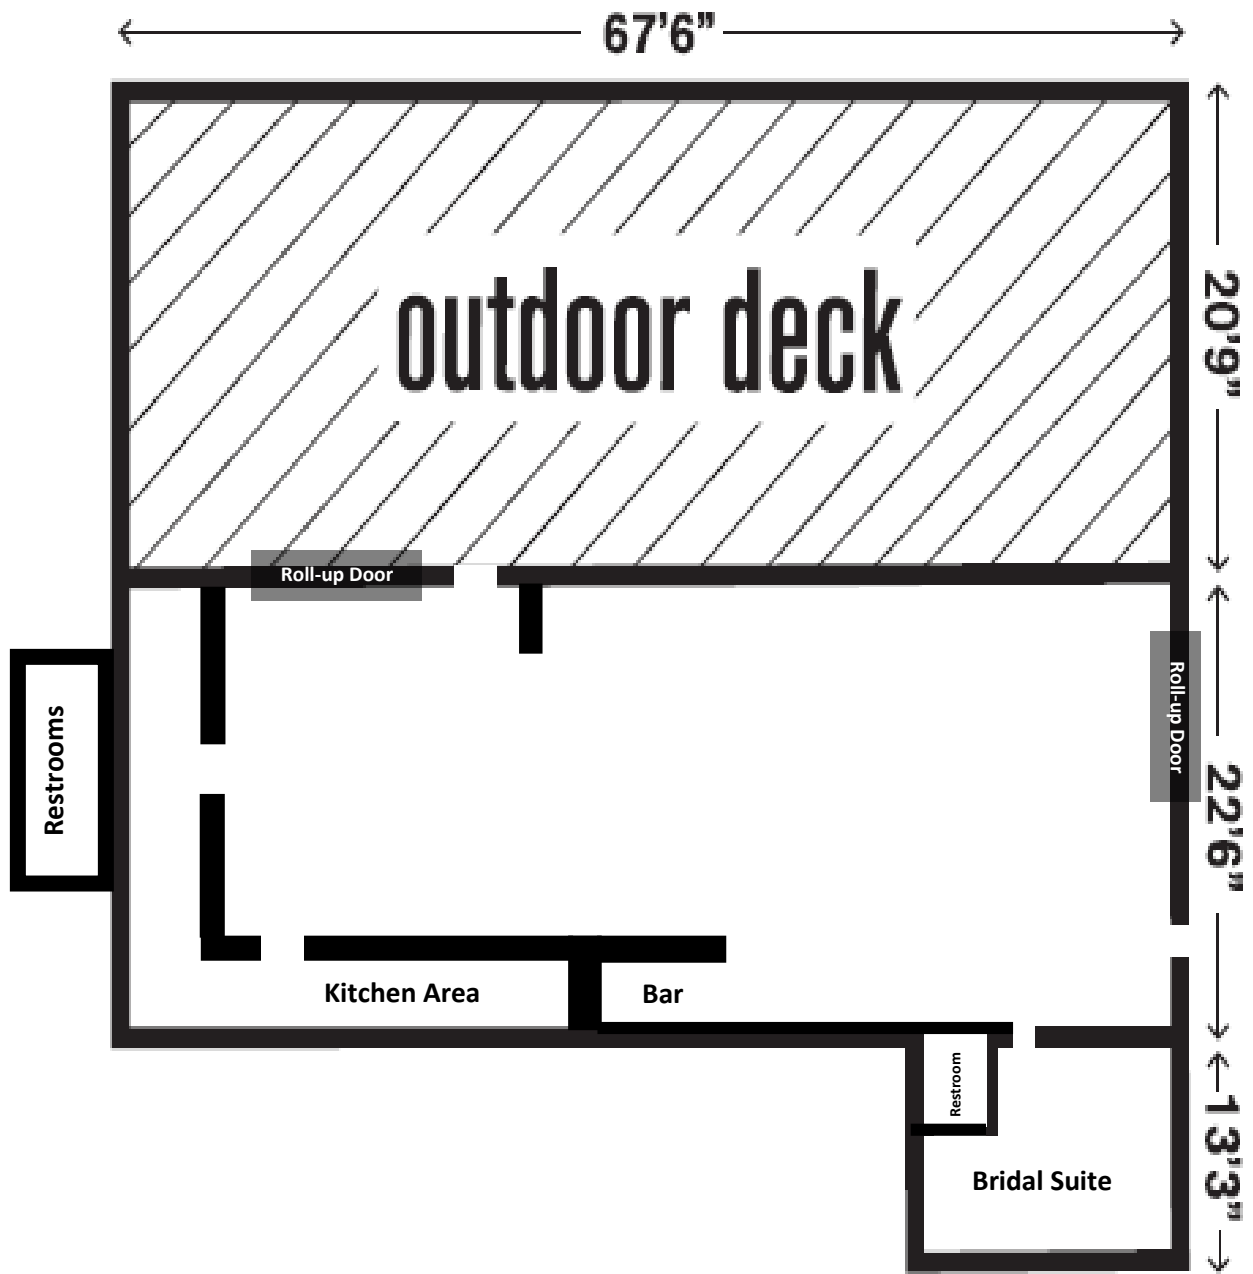 67’6”
outdoor deck
20’9”
Roll-up Door
Roll-up Door
Restrooms
22’6”
Kitchen Area
Bar
Restroom
13’3”
Bridal Suite